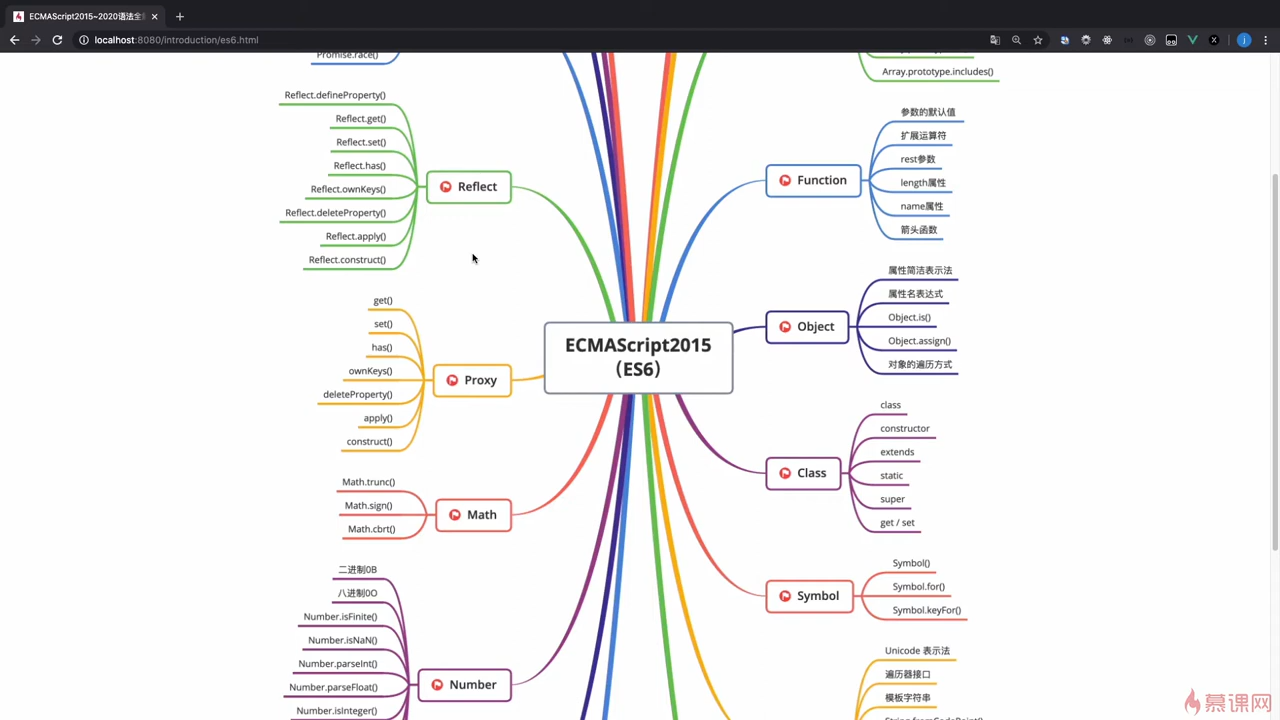 ECMAScript2015~2020语法全
localhost:8080/introduction/es6.html
Promise.race()
Reflect.defineProperty()
Reflect.get()
Reflect.set()
Reflect.has()
Reflect.ownKeys()
Reflect.deleteProperty()
Reflect.apply()
Reflect.construct()
Reflect
get()
set()
has()
ownKeys()
deleteProperty()
apply()
construct()
Proxy
Math.trunc()
Math.sign()
Math.cbrt()
Math
二进制0B
八进制0O
Number.isFinite()
Number.isNaN()
Number.parseInt()
Number.parseFloat()
Number.isInteger()
Number
ECMAScript2015
（ES6）
Array.prototype.includes()
Function
参数的默认值
扩展运算符
rest参数
length属性
name属性
箭头函数
Object
属性简洁表示法
属性名表达式
Object.is()
Object.assign()
对象的遍历方式
Class
class
constructor
extends
static
super
get / set
Symbol
Symbol()
Symbol.for()
Symbol.keyFor()
Unicode 表示法
遍历器接口
模板字符串
String.fromCodePoint()
慕课网